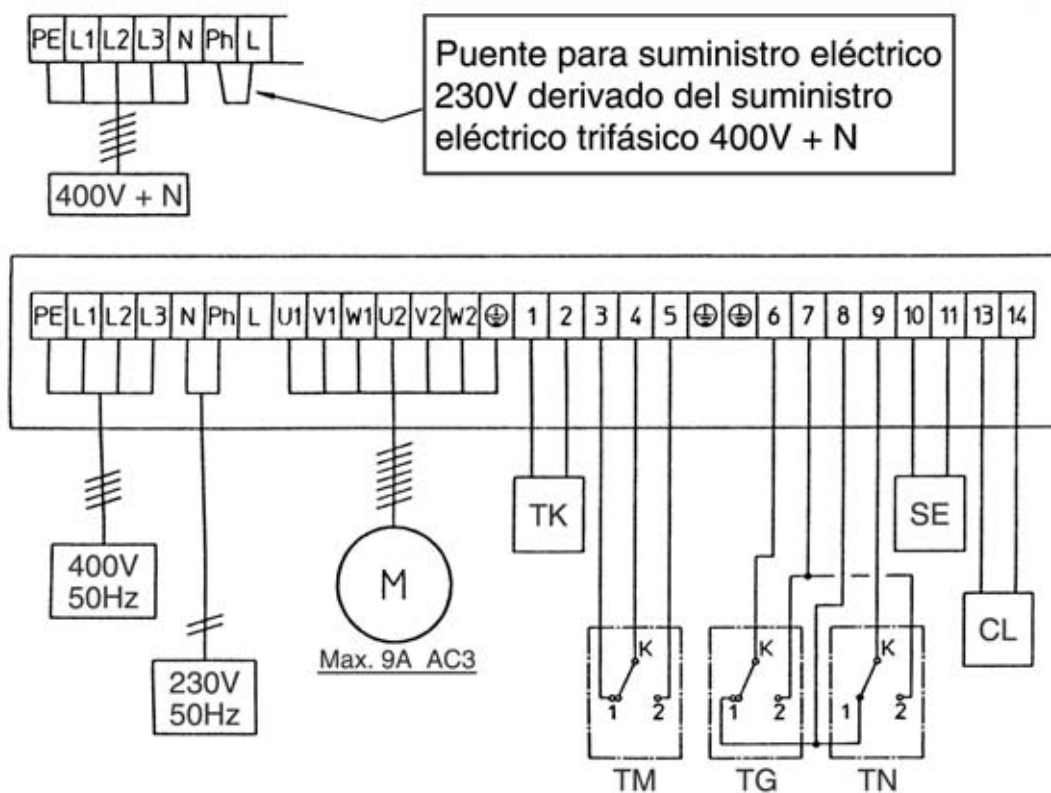 PE L1 L2 L3 N Ph L
Puente para suministro eléctrico
230V derivado del suministro
eléctrico trifásico 400V + N
400V + N
PE L1 L2 L3 N Ph L U1 V1 W1 U2 V2 W2 1 2 3 4 5 6 7 8 9 10 11 13 14
TK
SE
400V
50Hz
M
CL
Max. 9A AC3
230V
50Hz
K
1 2
K
1 2
K
1 2
TM TG TN